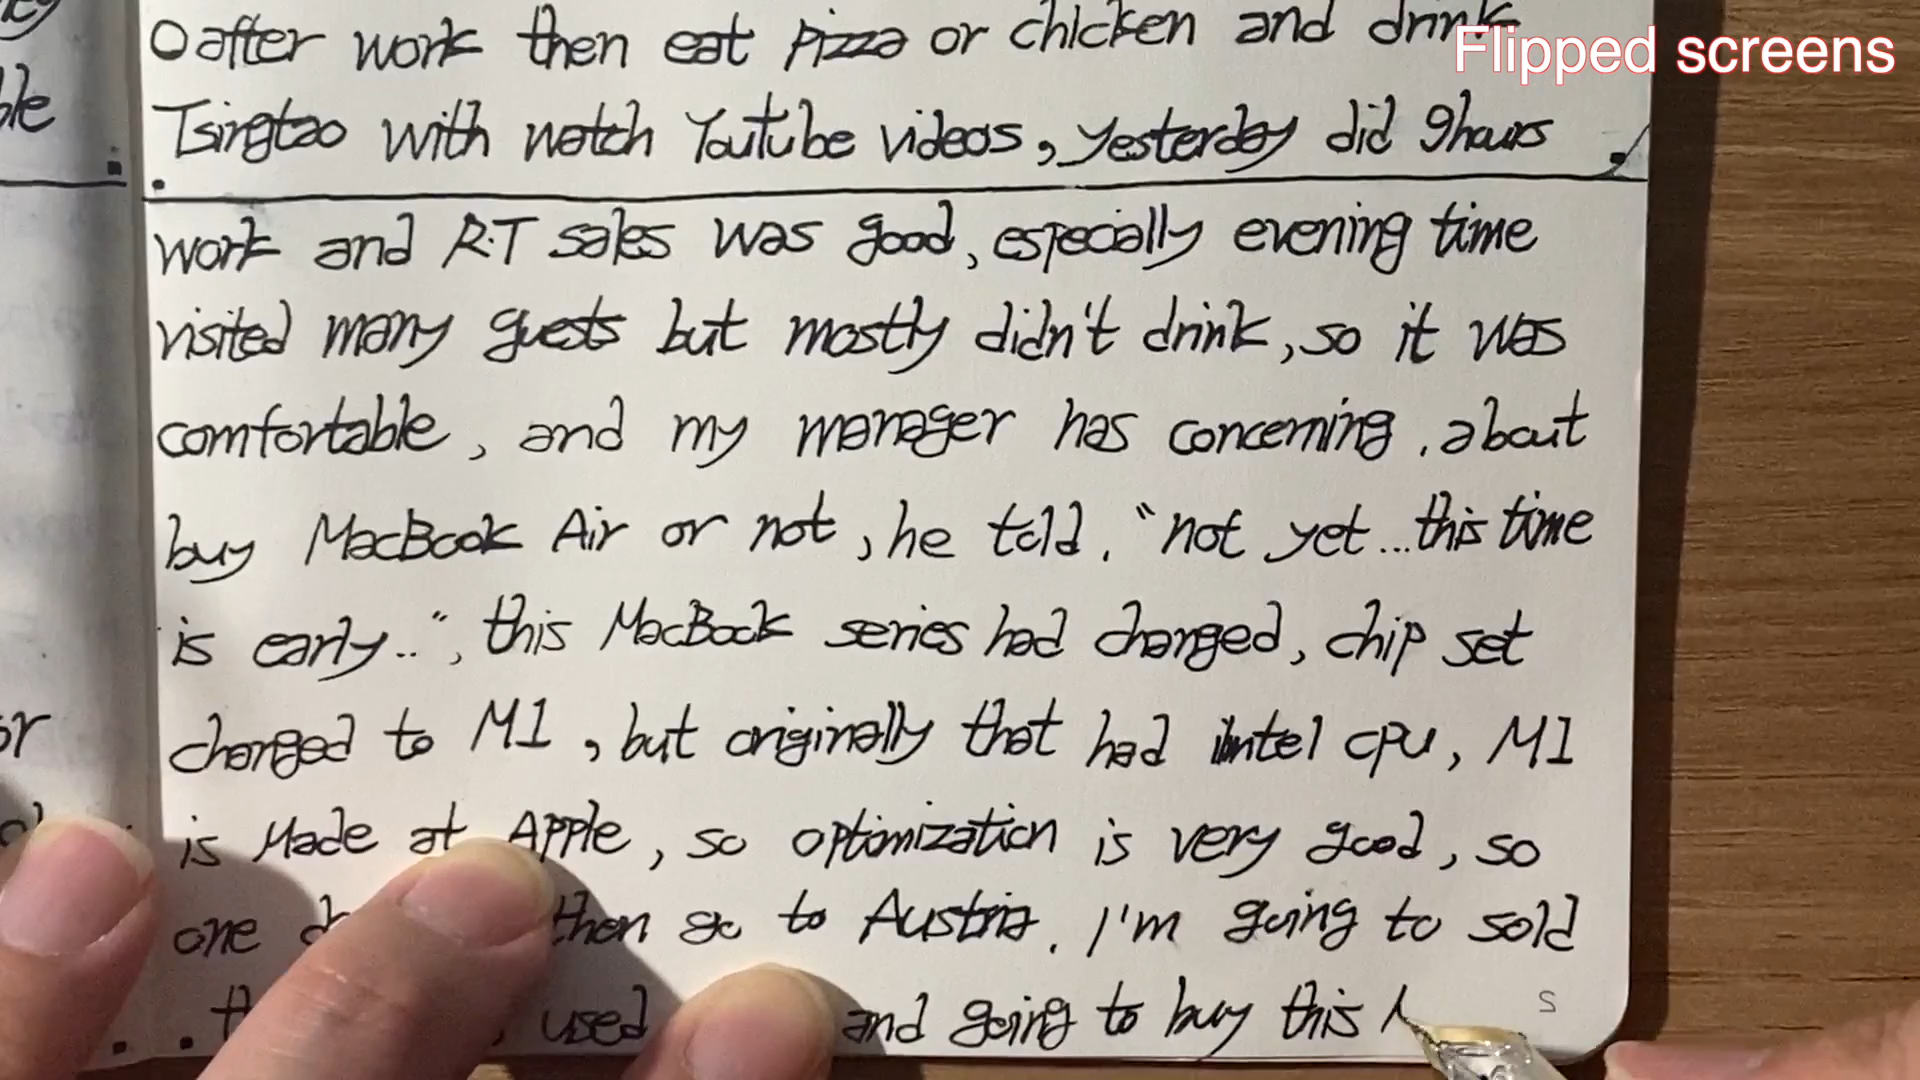 Flipped screens
ble
or
o after work then eat pizza or chicken and drink
Tsingtao with watch Youtube videos, yesterday did 9hours
work and R.T sales was good, especially evening time
visited many guests but mostly didn't drink, so it was
comfortable, and my manager has concerning, about
buy MacBook Air or not, he told, "not yet...this time
is early..", this MacBook series had changed, chip set
changed to M1, but originally that had intel cpu, M1
is Made at Apple, so optimization is very good, so
one then go to Austria. I'm going to sold
used and going to buy this
S